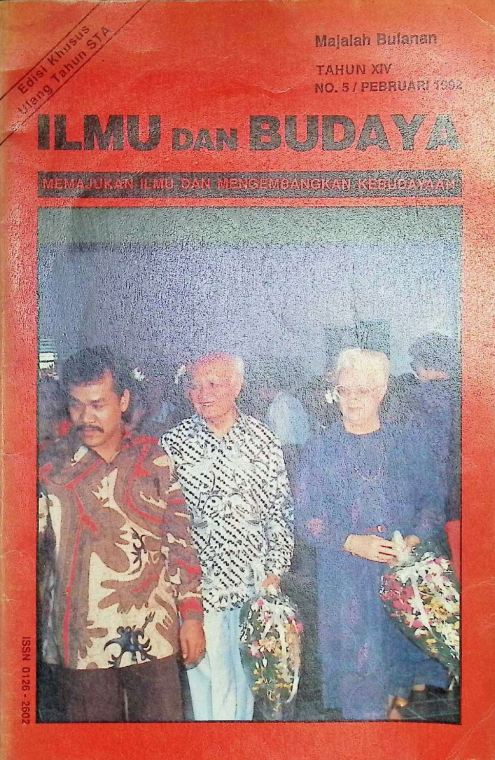 Edisi Khusus
Ulang Tahun STA
Majalah Bulanan
TAHUN XIV
NO. 5 / PEBRUARI 1992
ILMU DAN BUDAYA
MEMAJUKAN ILMU DAN MENGEMBANGKAN KEBUDAYAAN
ISSN 0126 - 2602